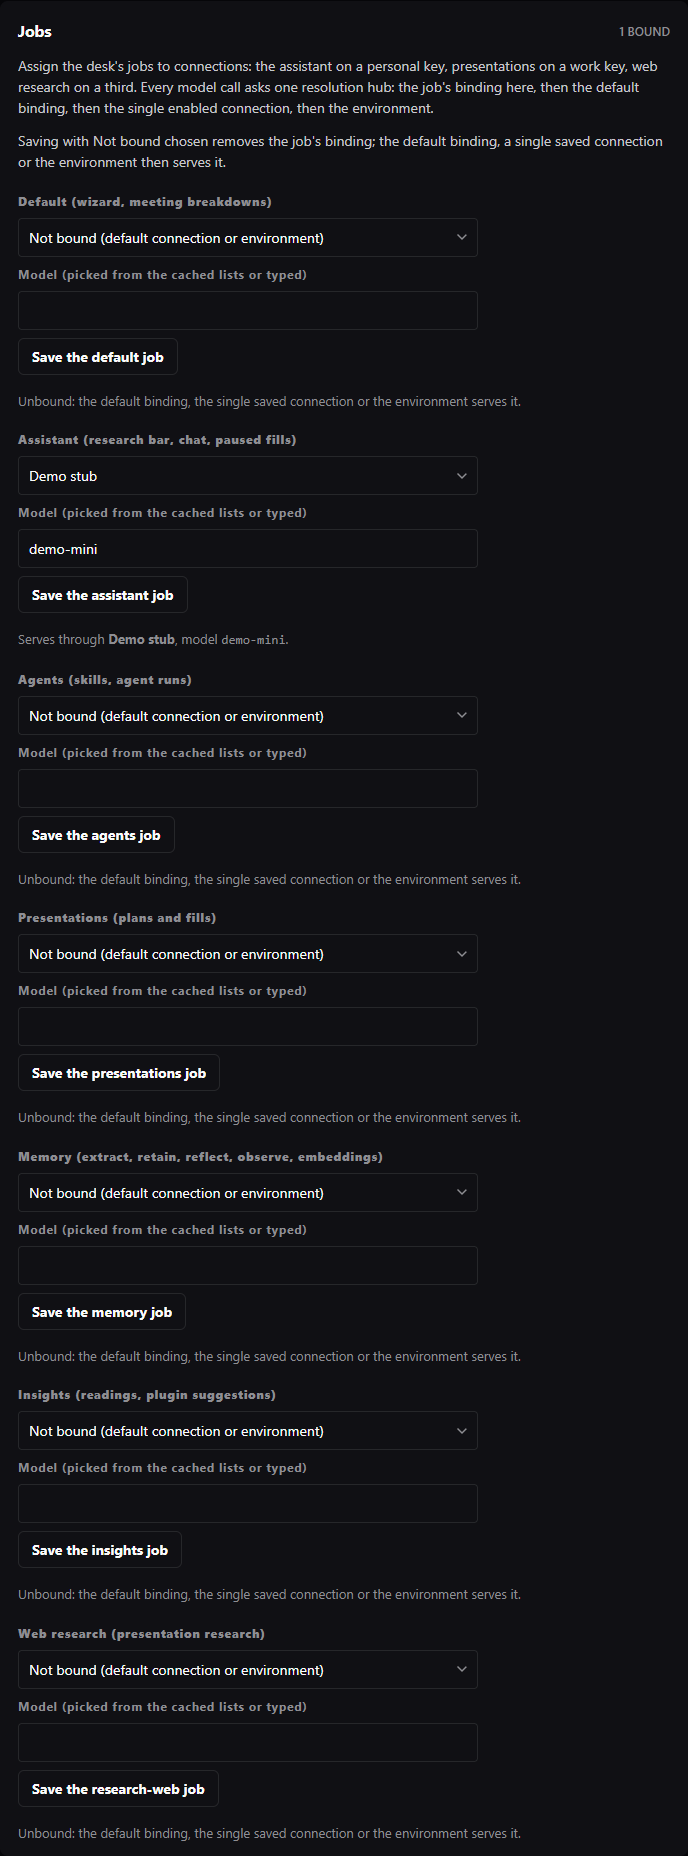 Jobs
1 BOUND
Assign the desk's jobs to connections: the assistant on a personal key, presentations on a work key, web
research on a third. Every model call asks one resolution hub: the job's binding here, then the default
binding, then the single enabled connection, then the environment.
Saving with Not bound chosen removes the job's binding; the default binding, a single saved connection
or the environment then serves it.
Default (wizard, meeting breakdowns)
Not bound (default connection or environment)
Model (picked from the cached lists or typed)
Save the default job
Unbound: the default binding, the single saved connection or the environment serves it.
Assistant (research bar, chat, paused fills)
Demo stub
Model (picked from the cached lists or typed)
demo-mini
Save the assistant job
Serves through Demo stub, model demo-mini.
Agents (skills, agent runs)
Not bound (default connection or environment)
Model (picked from the cached lists or typed)
Save the agents job
Unbound: the default binding, the single saved connection or the environment serves it.
Presentations (plans and fills)
Not bound (default connection or environment)
Model (picked from the cached lists or typed)
Save the presentations job
Unbound: the default binding, the single saved connection or the environment serves it.
Memory (extract, retain, reflect, observe, embeddings)
Not bound (default connection or environment)
Model (picked from the cached lists or typed)
Save the memory job
Unbound: the default binding, the single saved connection or the environment serves it.
Insights (readings, plugin suggestions)
Not bound (default connection or environment)
Model (picked from the cached lists or typed)
Save the insights job
Unbound: the default binding, the single saved connection or the environment serves it.
Web research (presentation research)
Not bound (default connection or environment)
Model (picked from the cached lists or typed)
Save the research-web job
Unbound: the default binding, the single saved connection or the environment serves it.